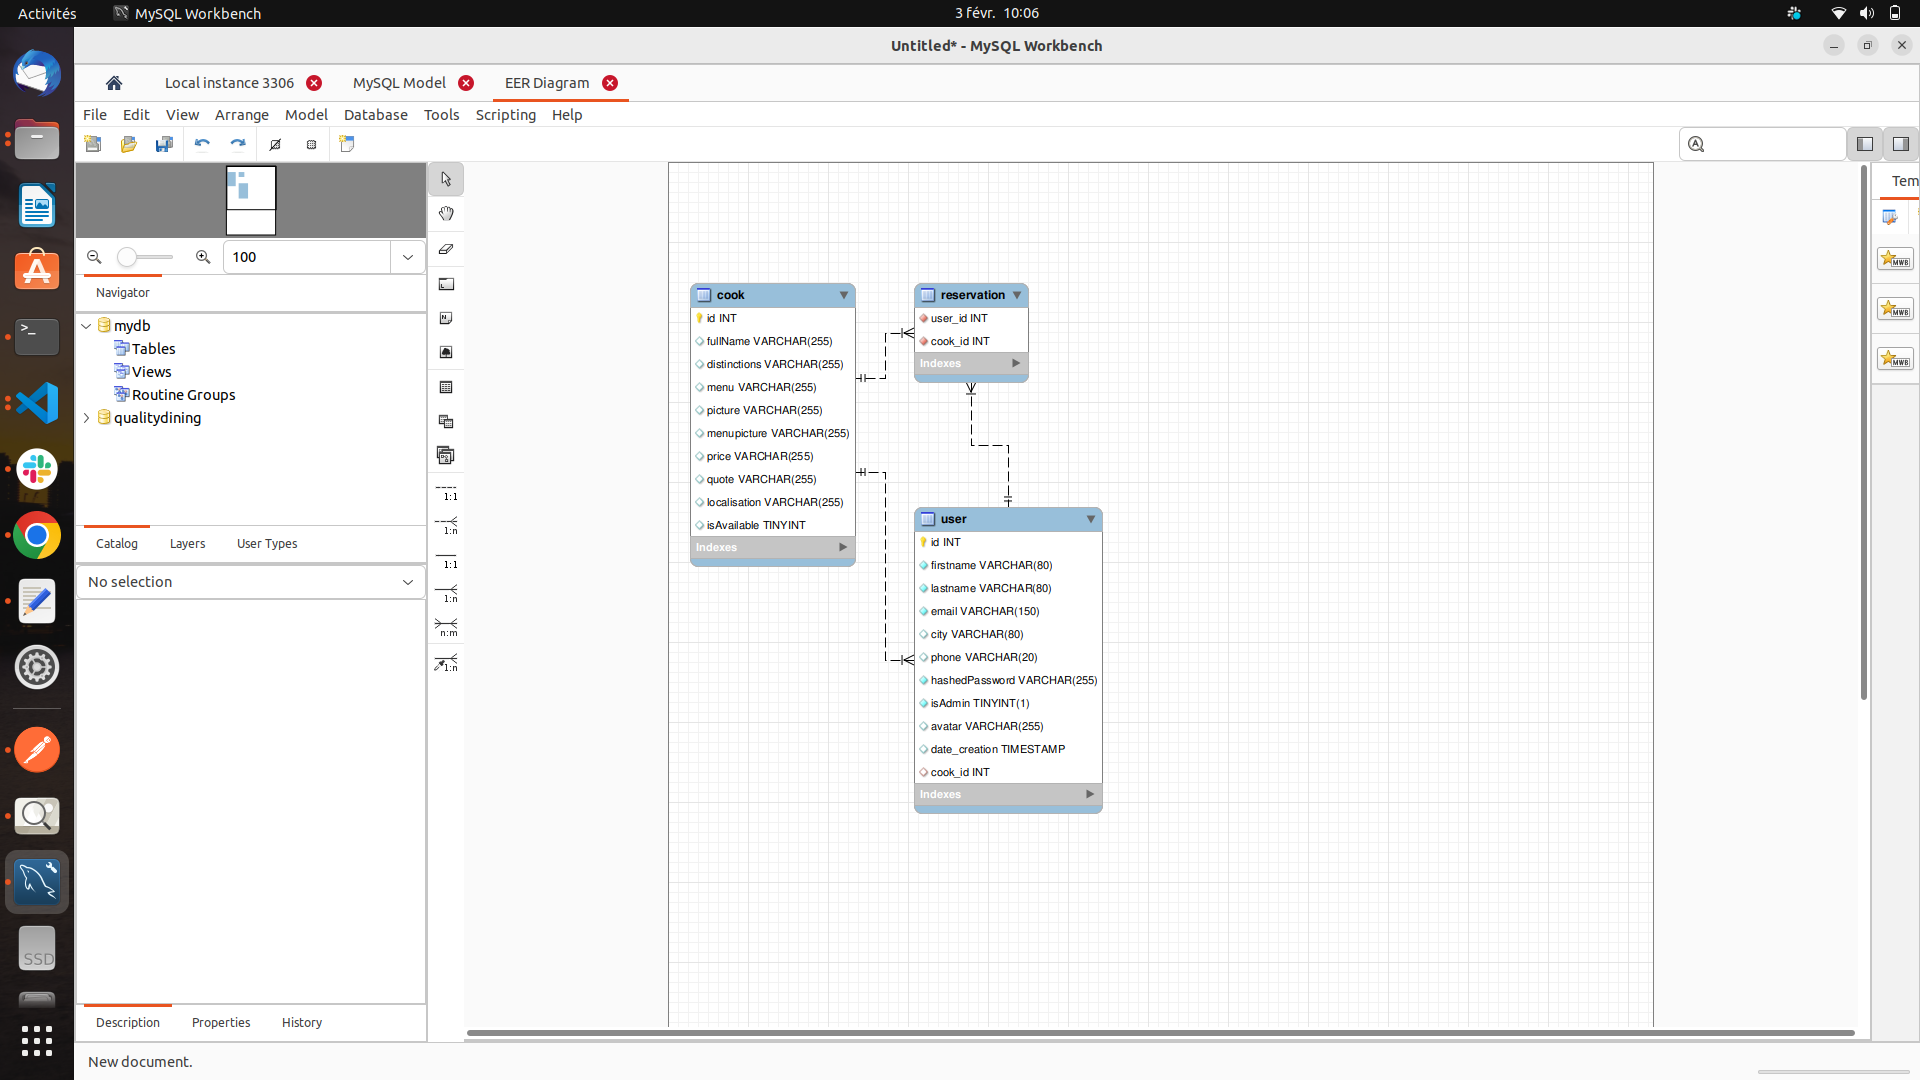 Activités
MySQL Workbench
3 févr. 10:06
Untitled* - MySQL Workbench
Local instance 3306
MySQL Model
EER Diagram
File Edit View Arrange Model Database Tools Scripting Help
100
Navigator
mydb
Tables
Views
Routine Groups
qualitydining
Catalog
Layers
User Types
No selection
Description
Properties
History
New document.
1:1
1:n
1:1
1:n
n:m
1:n
cook
id INT
fullName VARCHAR(255)
distinctions VARCHAR(255)
menu VARCHAR(255)
picture VARCHAR(255)
menupicture VARCHAR(255)
price VARCHAR(255)
quote VARCHAR(255)
localisation VARCHAR(255)
isAvailable TINYINT
Indexes
reservation
user_id INT
cook_id INT
Indexes
user
id INT
firstname VARCHAR(80)
lastname VARCHAR(80)
email VARCHAR(150)
city VARCHAR(80)
phone VARCHAR(20)
hashedPassword VARCHAR(255)
isAdmin TINYINT(1)
avatar VARCHAR(255)
date_creation TIMESTAMP
cook_id INT
Indexes
Tem
MWB
MWB
MWB
SSD